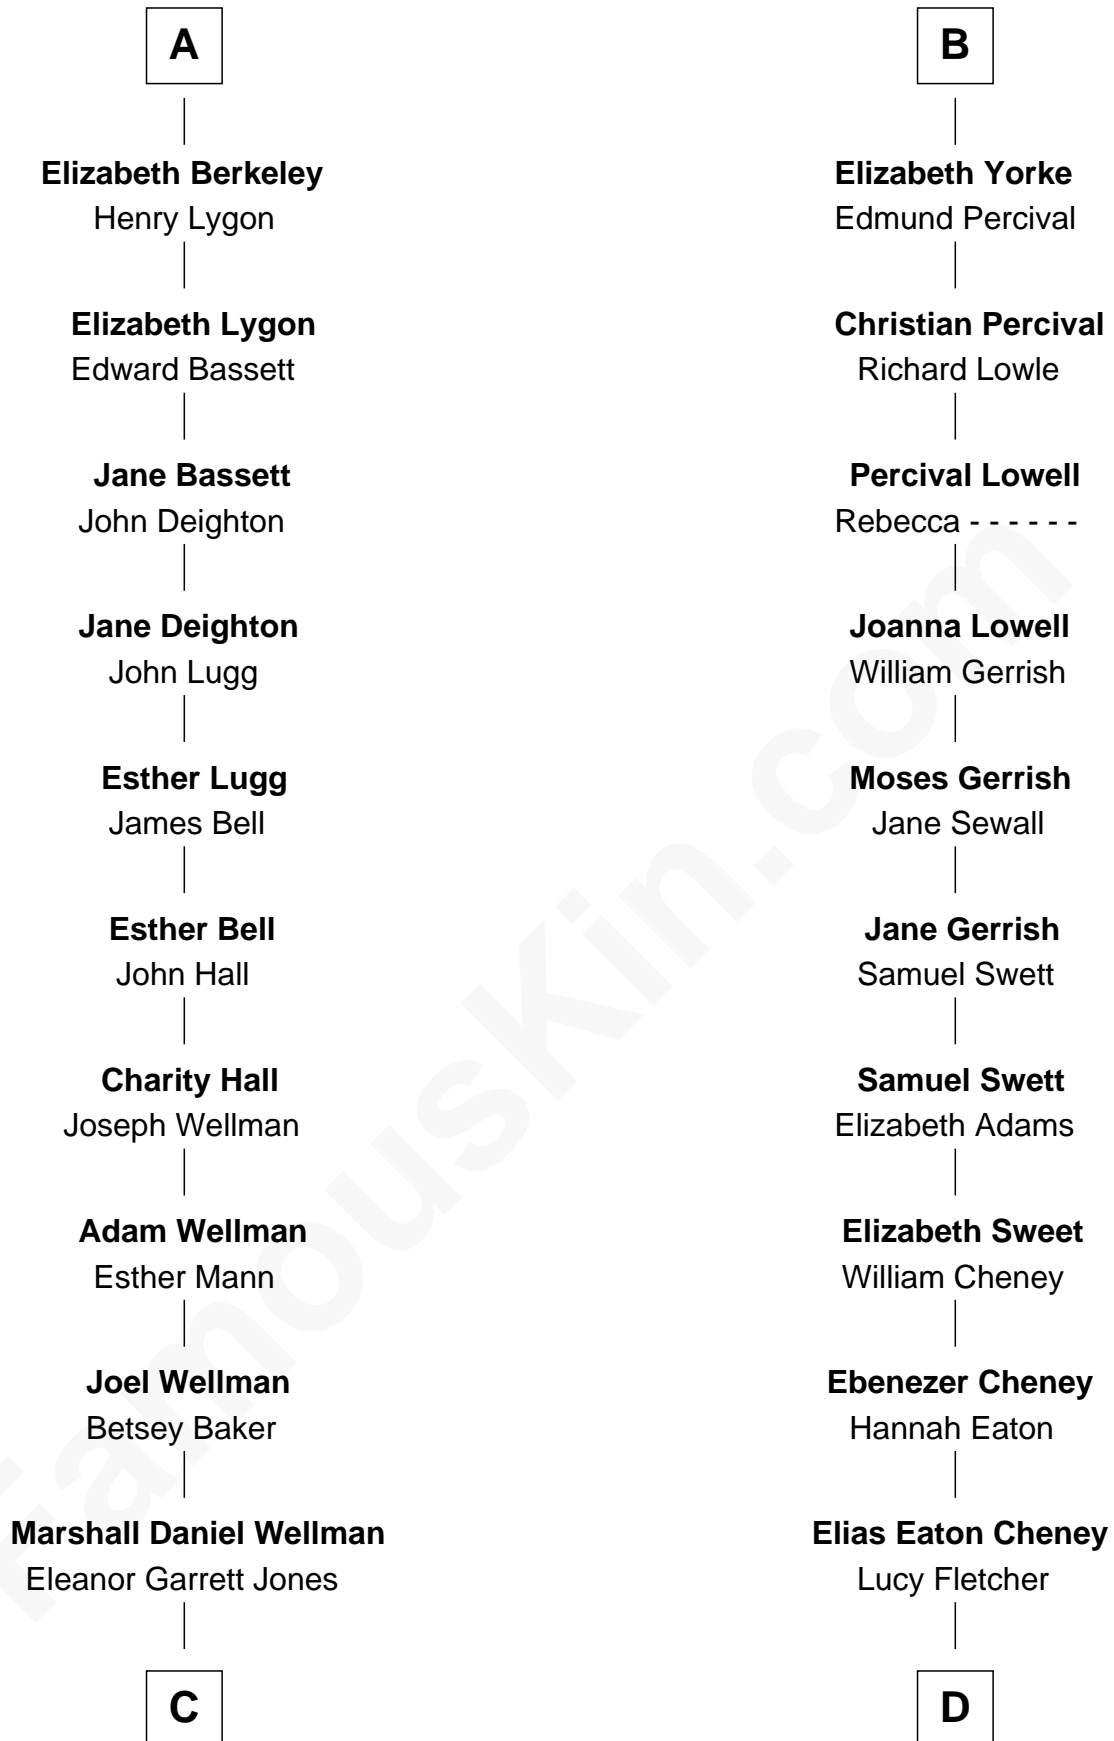 A
Elizabeth Berkeley
Henry Lygon
Elizabeth Lygon
Edward Bassett
Jane Bassett
John Deighton
Jane Deighton
John Lugg
Esther Lugg
James Bell
Esther Bell
John Hall
Charity Hall
Joseph Wellman
Adam Wellman
Esther Mann
Joel Wellman
Betsey Baker
Marshall Daniel Wellman
Eleanor Garrett Jones
C
B
Elizabeth Yorke
Edmund Percival
Christian Percival
Richard Lowle
Percival Lowell
Rebecca - - - - - -
Joanna Lowell
William Gerrish
Moses Gerrish
Jane Sewall
Jane Gerrish
Samuel Swett
Samuel Swett
Elizabeth Adams
Elizabeth Sweet
William Cheney
Ebenezer Cheney
Hannah Eaton
Elias Eaton Cheney
Lucy Fletcher
D
FamousKin.com